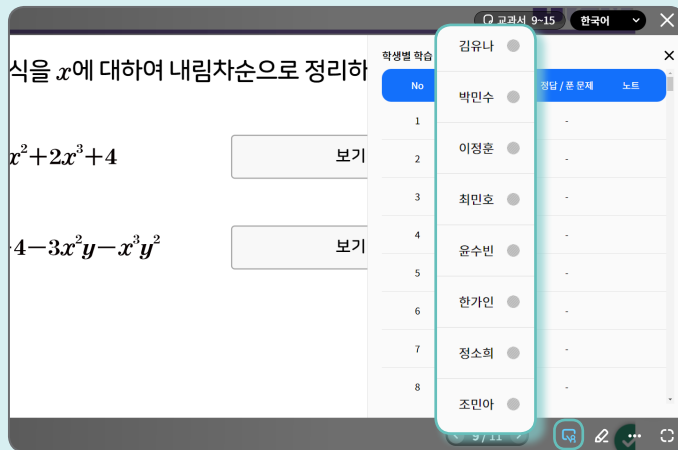 교과서 9~15
한국어
식을 x에 대하여 내림차순으로 정리하
x²+2x³+4
보기
4−3x²y−x³y²
보기
학생별 학습
No
정답 / 푼 문제
노트
1
-
2
-
3
-
4
-
5
-
6
-
7
-
8
-
김유나
박민수
이정훈
최민호
윤수빈
한가인
정소희
조민아
9 / 11